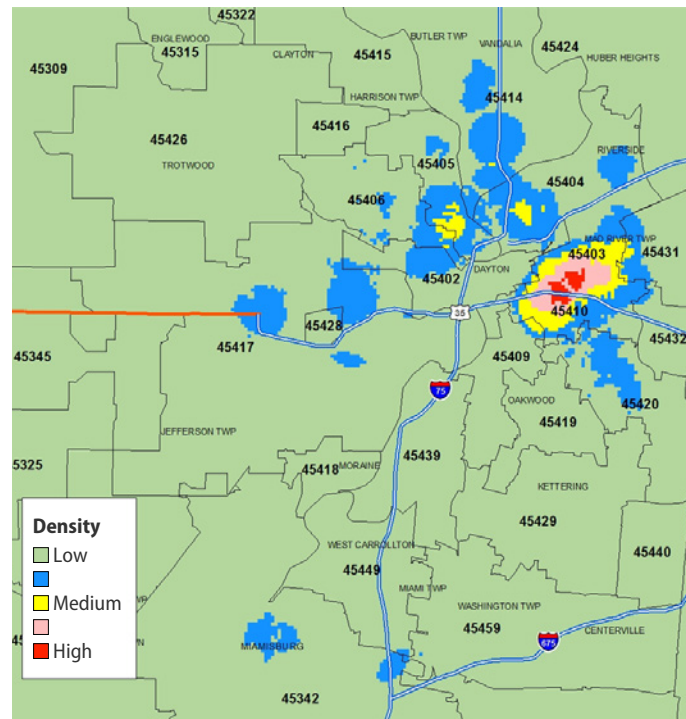 45322
ENGLEWOOD
45315
CLAYTON
45415
BUTLER TWP
VANDALIA
45424
HUBER HEIGHTS
45309
HARRISON TWP
45414
45416
45426
TROTWOOD
45405
RIVERSIDE
45404
45406
MAD RIVER TWP
45403
45431
45402
DAYTON
35
45410
45428
45417
45432
45345
45409
75
OAKWOOD
45420
45419
JEFFERSON TWP
45439
45325
45418
MORAINE
KETTERING
45429
WEST CARROLLTON
45440
45449
MIAMI TWP
WASHINGTON TWP
45459
CENTERVILLE
675
MIAMISBURG
45342
Density
Low
Medium
High